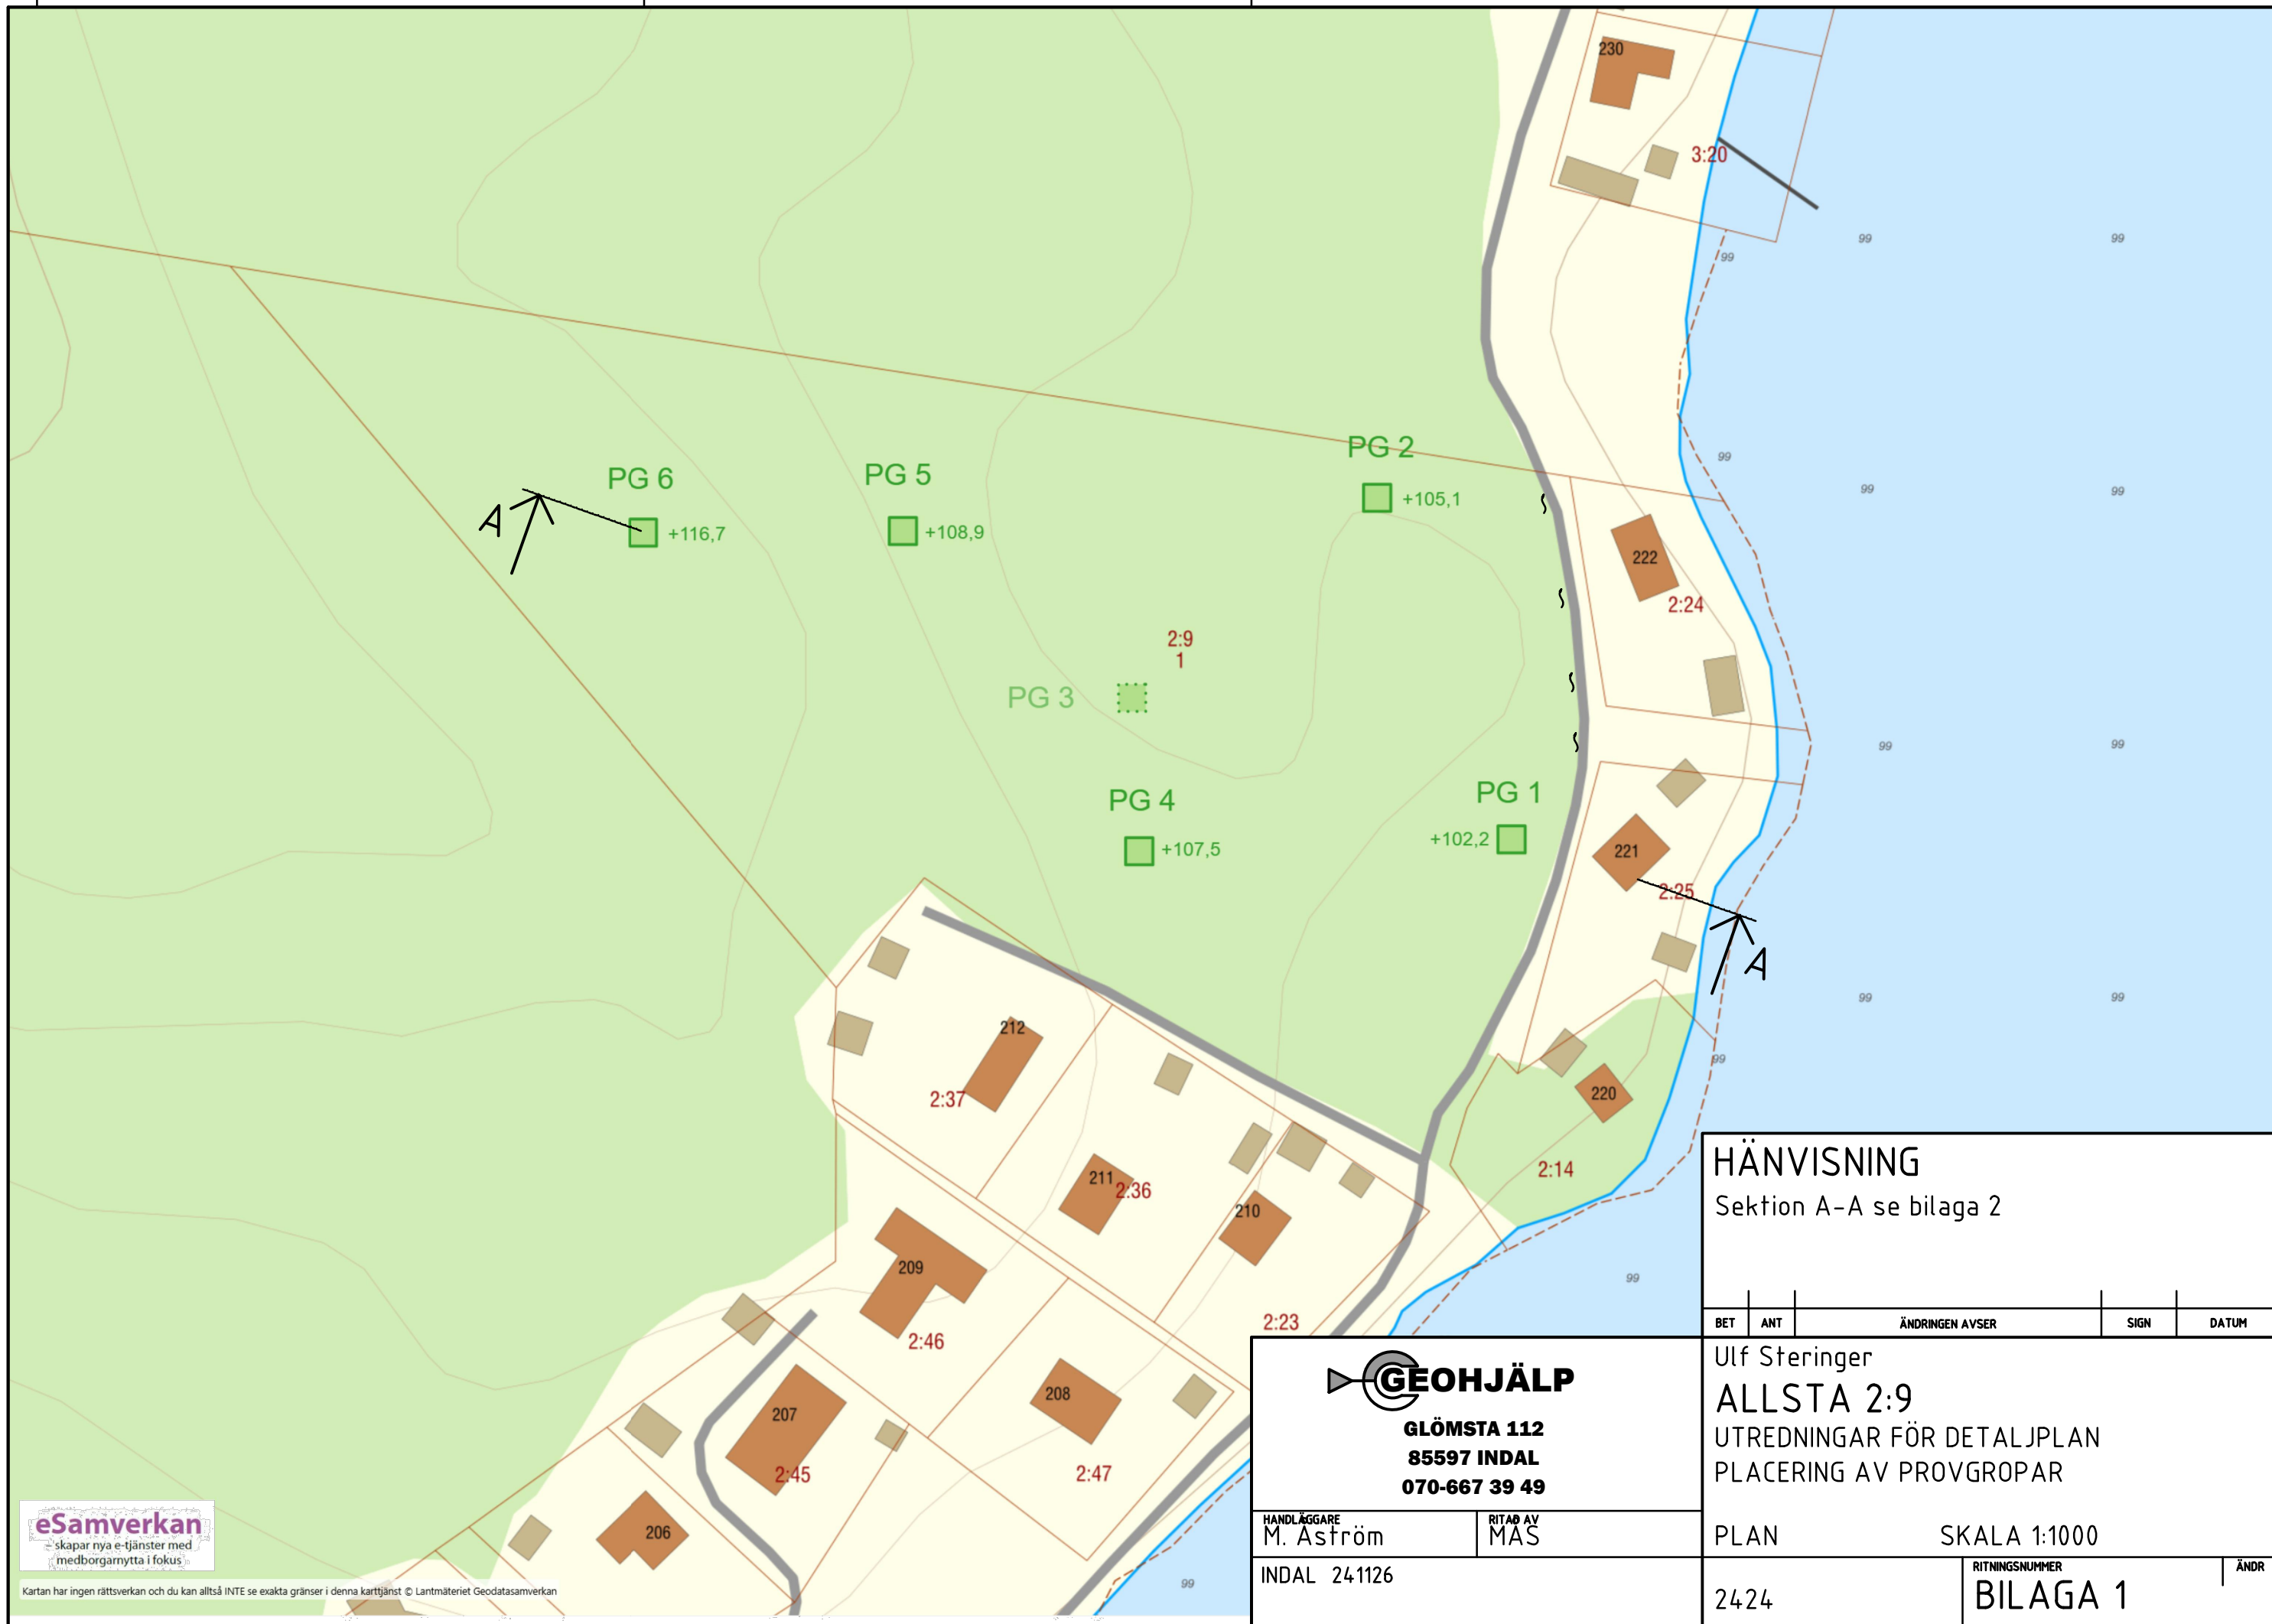 230
3:20
99
99
99
PG 2
+105,1
PG 5
+108,9
PG 6
+116,7
A
99
99
99
222
2:24
2:9
1
PG 3
99
99
PG 4
+107,5
PG 1
+102,2
221
2:25
A
99
99
212
2:37
99
220
2:14
211
2:36
210
209
2:46
2:23
99
208
207
2:45
2:47
206
99
HÄNVISNING
Sektion A-A se bilaga 2
BET ANT ÄNDRINGEN AVSER SIGN DATUM
GEOHJÄLP
GLÖMSTA 112
85597 INDAL
070-667 39 49
HANDLÄGGARE
M. Åström
RITAD AV
MÅS
INDAL 241126
Ulf Steringer
ALLSTA 2:9
UTREDNINGAR FÖR DETALJPLAN
PLACERING AV PROVGROPAR
PLAN SKALA 1:1000
2424
RITNINGSNUMMER
BILAGA 1
ÄNDR
eSamverkan
– skapar nya e-tjänster med
medborgarnytta i fokus
Kartan har ingen rättsverkan och du kan alltså INTE se exakta gränser i denna karttjänst © Lantmäteriet Geodatasamverkan